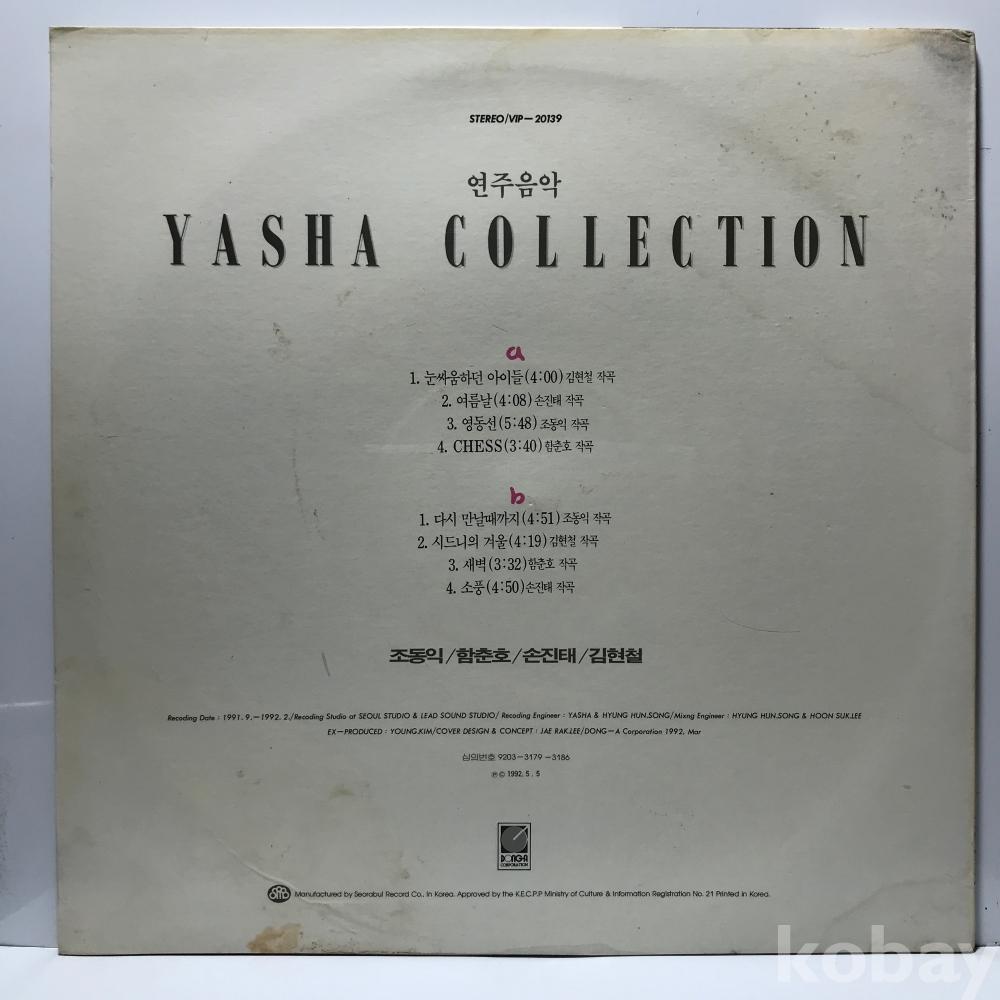 STEREO/VIP-20139
연주음악
YASHA COLLECTION
a
1. 눈싸움하던 아이들(4:00) 김현철 작곡
2. 여름날(4:08) 손진태 작곡
3. 영동선(5:48) 조동익 작곡
4. CHESS(3:40) 함춘호 작곡
b
1. 다시 만날때까지(4:51) 조동익 작곡
2. 시드니의 겨울(4:19) 김현철 작곡
3. 새벽(3:32) 함춘호 작곡
4. 소풍(4:50) 손진태 작곡
조동익/함춘호/손진태/김현철
Recoding Date : 1991. 9.-1992. 2./Recoding Studio at SEOUL STUDIO & LEAD SOUND STUDIO/ Recoding Engineer : YASHA & HYUNG HUN.SONG/Mixng Engineer : HYUNG HUN.SONG & HOON SUK.LEE
EX-PRODUCED : YOUNG.KIM/COVER DESIGN & CONCEPT : JAE RAK.LEE/DONG-A Corporation 1992. Mar
심의번호 9203-3179-3186
℗© 1992. 5. 5
DONGA
CORPORATION
SRB Manufactured by Seorabul Record Co., In Korea. Approved by the K.E.C.P.P Ministry of Culture & Information Registration No. 21 Printed in Korea.
kobay